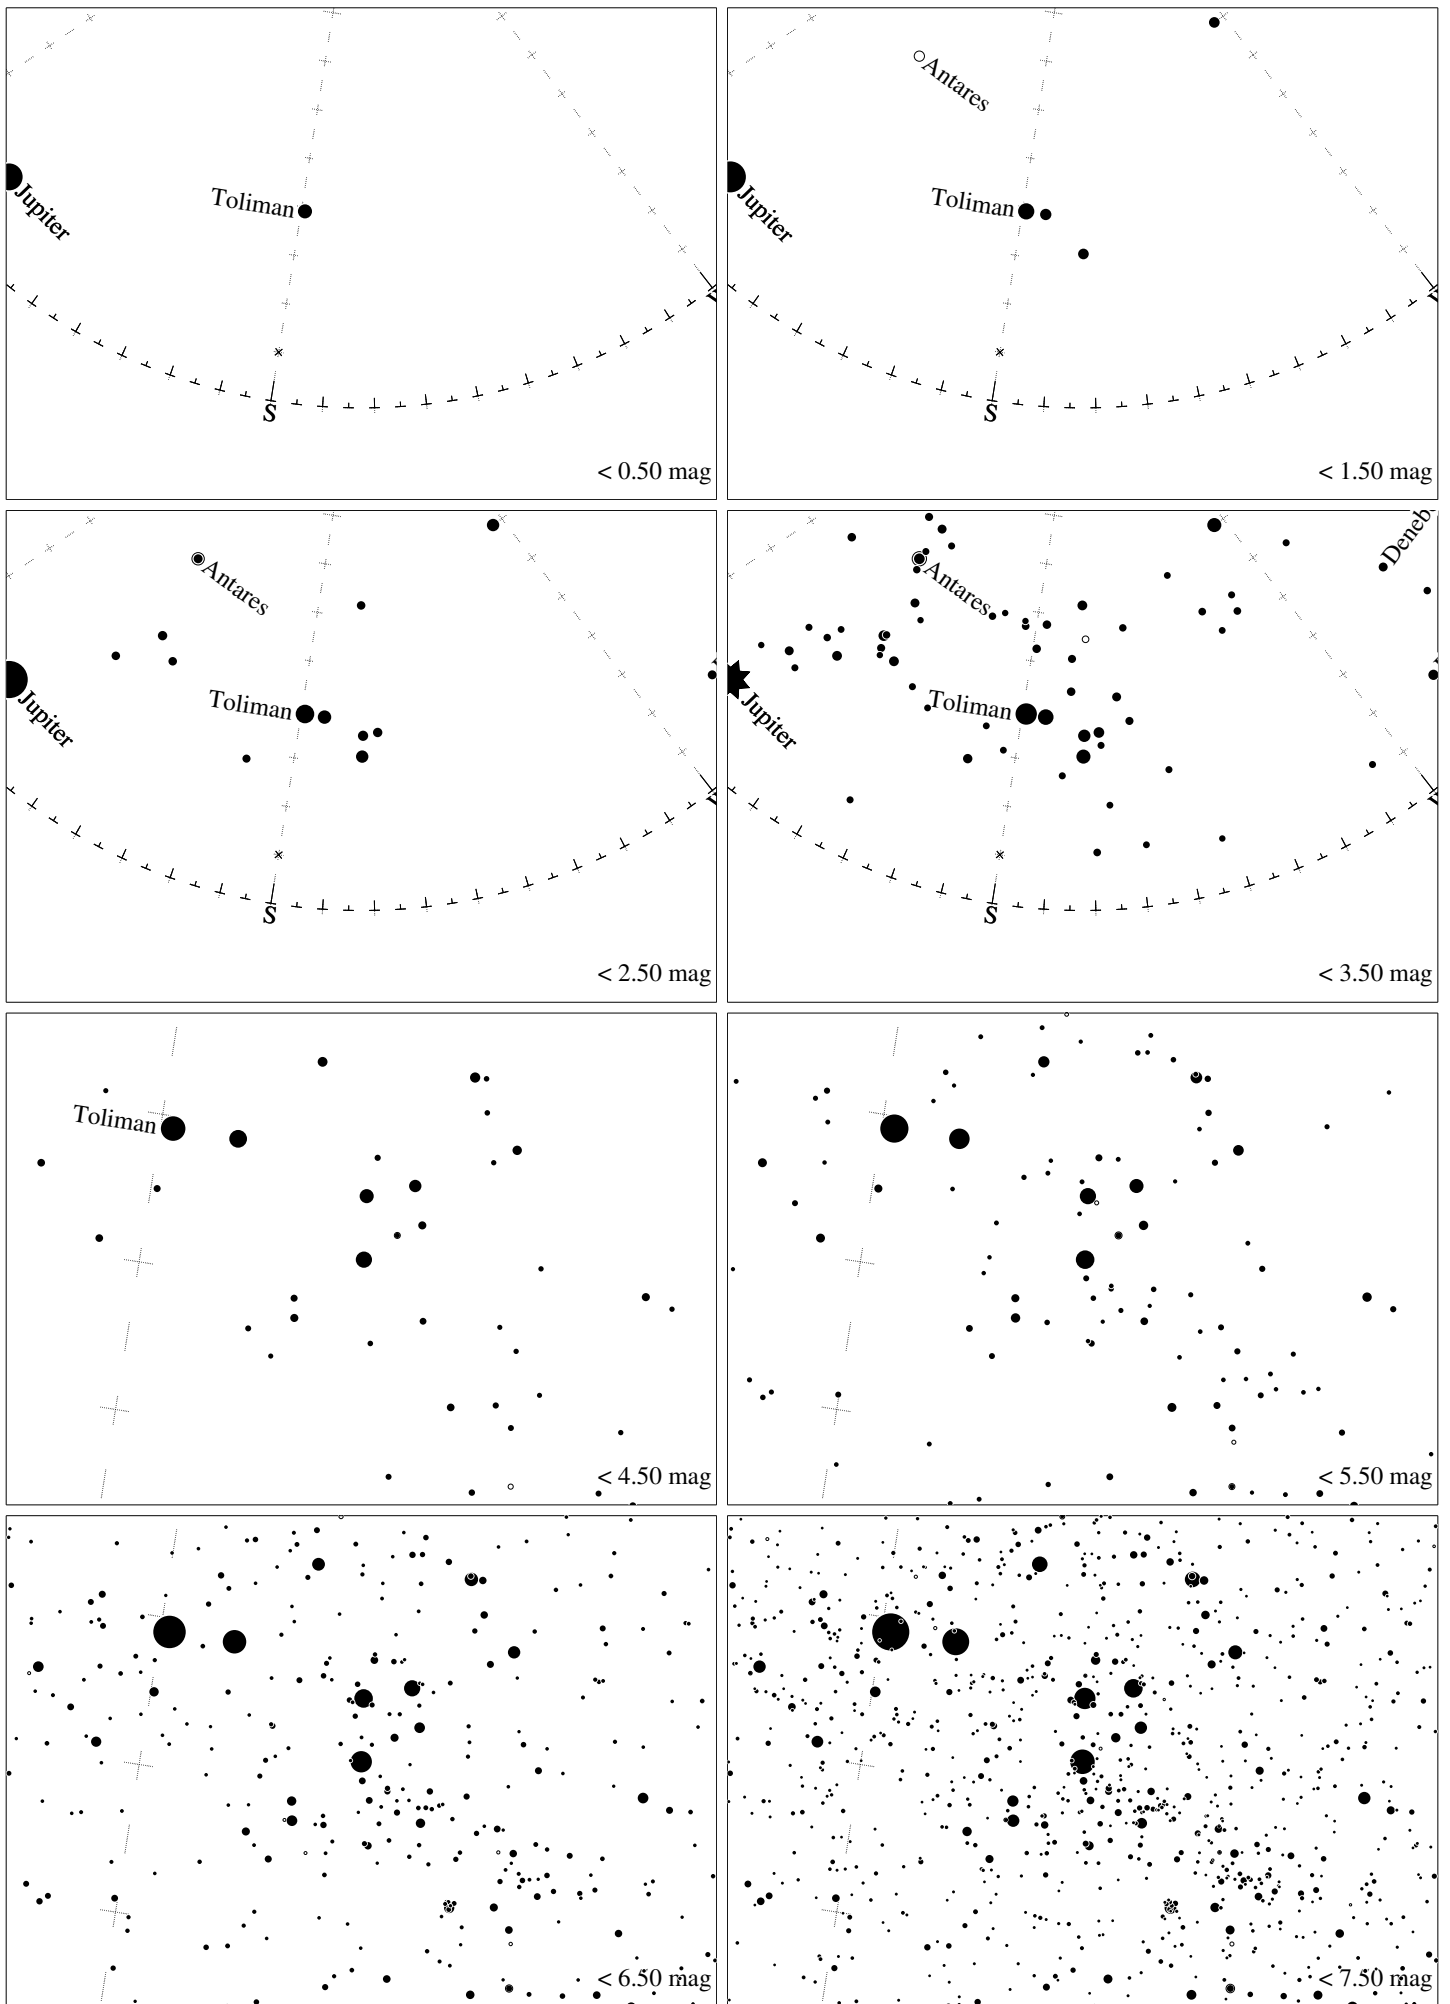 Toliman
Jupiter
S
< 0.50 mag
Antares
Toliman
Jupiter
S
< 1.50 mag
Antares
Toliman
Jupiter
S
< 2.50 mag
Deneb
Antares
Toliman
Jupiter
S
< 3.50 mag
Toliman
< 4.50 mag
< 5.50 mag
< 6.50 mag
< 7.50 mag